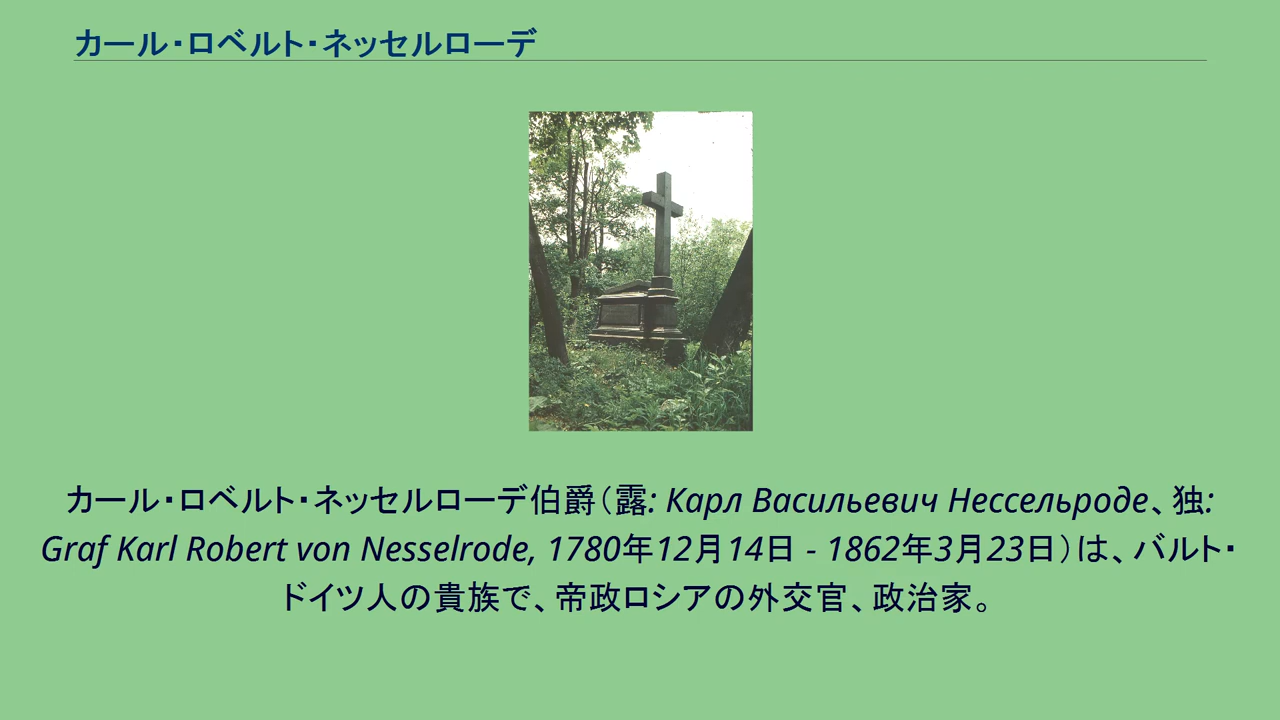 カール・ロベルト・ネッセルローデ
カール・ロベルト・ネッセルローデ伯爵（露: Карл Васильевич Нессельроде、独:
Graf Karl Robert von Nesselrode, 1780年12月14日 - 1862年3月23日）は、バルト・
ドイツ人の貴族で、帝政ロシアの外交官、政治家。